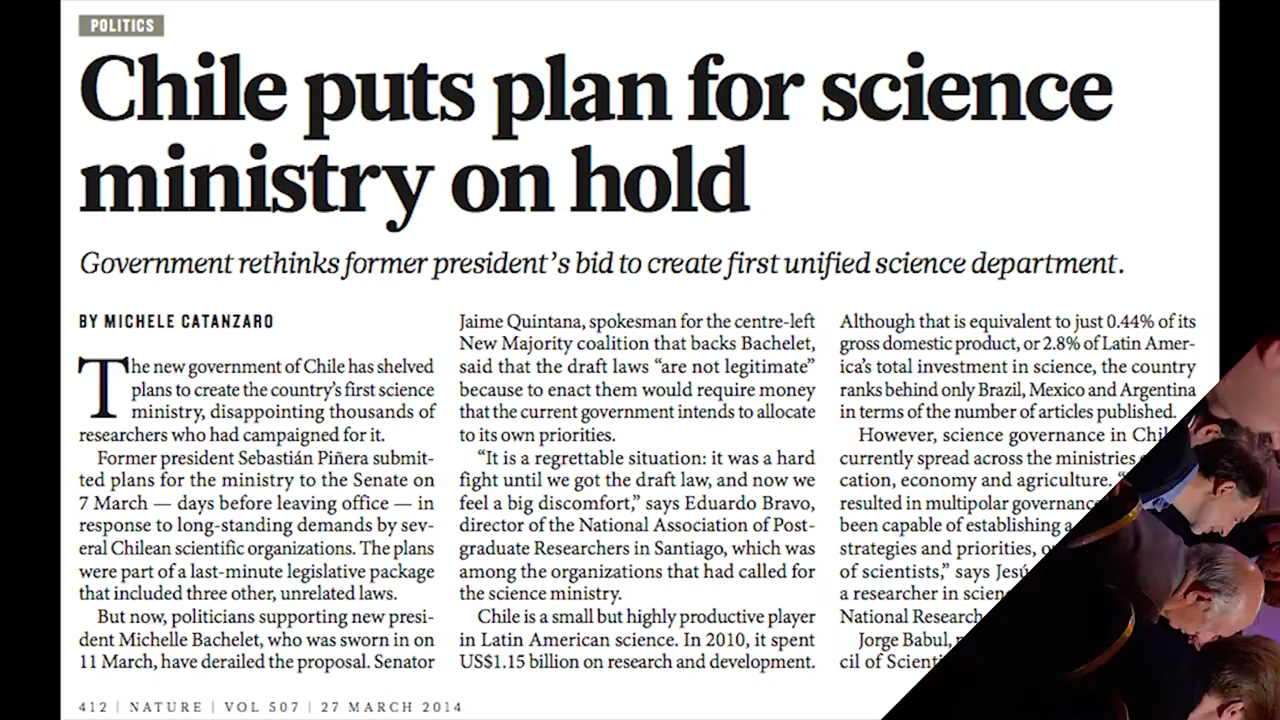 POLITICS
Chile puts plan for science
ministry on hold
Government rethinks former president’s bid to create first unified science department.
BY MICHELE CATANZARO
The new government of Chile has shelved
plans to create the country’s first science
ministry, disappointing thousands of
researchers who had campaigned for it.
Former president Sebastián Piñera submit-
ted plans for the ministry to the Senate on
7 March — days before leaving office — in
response to long-standing demands by sev-
eral Chilean scientific organizations. The plans
were part of a last-minute legislative package
that included three other, unrelated laws.
But now, politicians supporting new presi-
dent Michelle Bachelet, who was sworn in on
11 March, have derailed the proposal. Senator
Jaime Quintana, spokesman for the centre-left
New Majority coalition that backs Bachelet,
said that the draft laws “are not legitimate”
because to enact them would require money
that the current government intends to allocate
to its own priorities.
“It is a regrettable situation: it was a hard
fight until we got the draft law, and now we
feel a big discomfort,” says Eduardo Bravo,
director of the National Association of Post-
graduate Researchers in Santiago, which was
among the organizations that had called for
the science ministry.
Chile is a small but highly productive player
in Latin American science. In 2010, it spent
US$1.15 billion on research and development.
Although that is equivalent to just 0.44% of its
gross domestic product, or 2.8% of Latin Amer-
ica’s total investment in science, the country
ranks behind only Brazil, Mexico and Argentina
in terms of the number of articles published.
However, science governance in
currently spread across the ministries
cation, economy and agriculture.
resulted in multipolar governance
been capable of establishing a
strategies and priorities,
of scientists,” says
a researcher in
National
Jorge Babul,
cil of
412 | NATURE | VOL 507 | 27 MARCH 2014